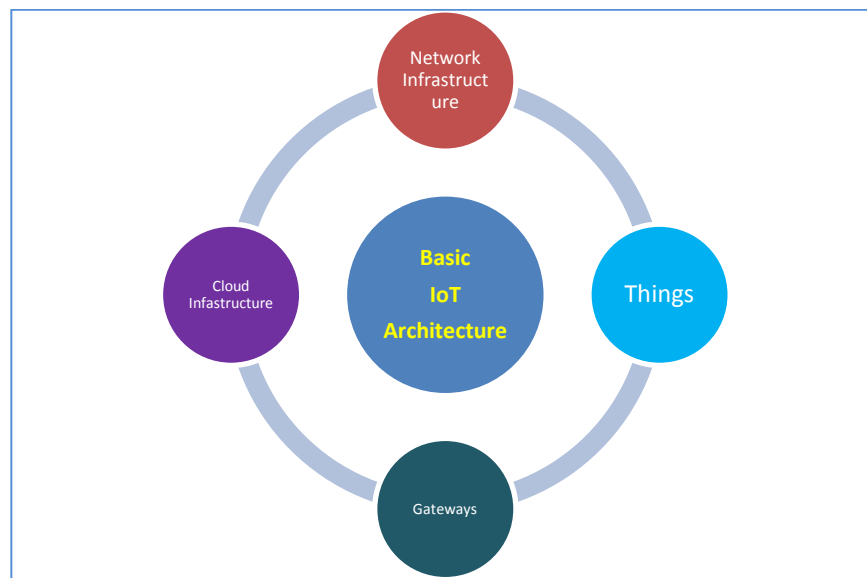 Network
Infrastruct
ure
Cloud
Infastructure
Basic
IoT
Architecture
Things
Gateways